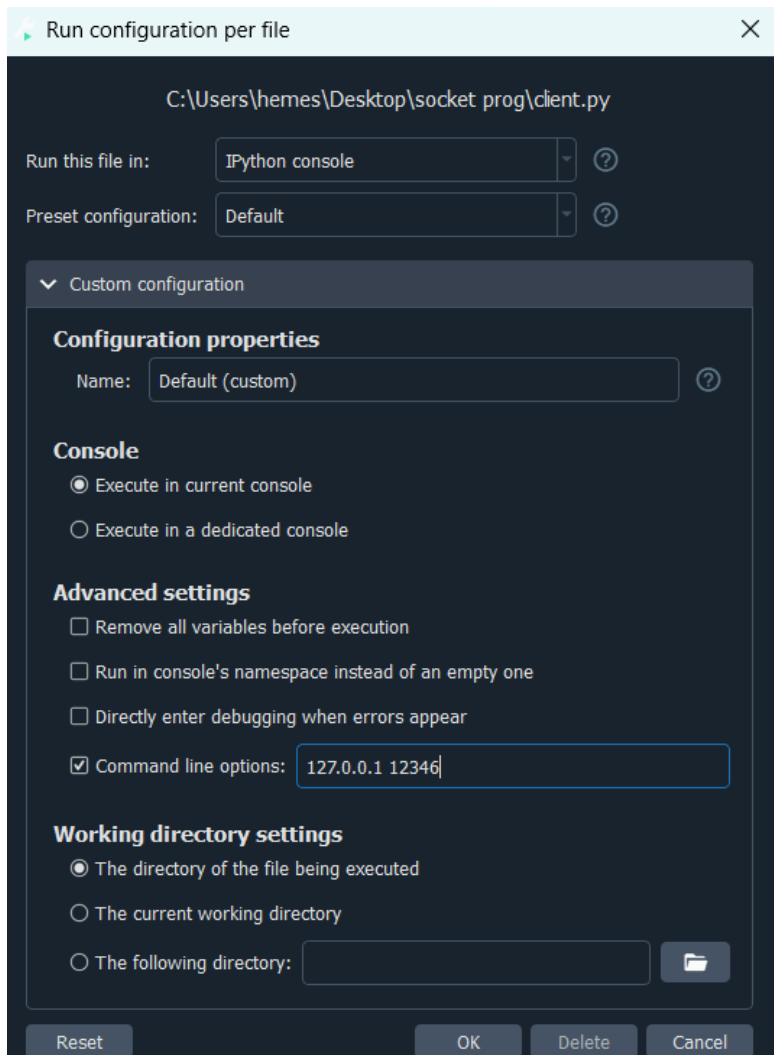 Run configuration per file
C:\Users\hemes\Desktop\socket prog\client.py
Run this file in: IPython console
Preset configuration: Default
Custom configuration
Configuration properties
Name: Default (custom)
Console
Execute in current console
Execute in a dedicated console
Advanced settings
Remove all variables before execution
Run in console's namespace instead of an empty one
Directly enter debugging when errors appear
Command line options: 127.0.0.1 12346
Working directory settings
The directory of the file being executed
The current working directory
The following directory:
Reset OK Delete Cancel